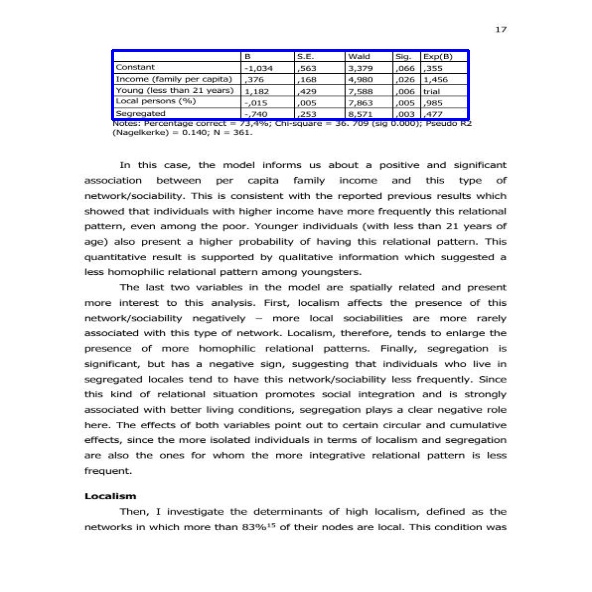 17
B S.E. Wald Sig. Exp(B)
Constant -1,034 ,563 3,379 ,066 ,355
Income (family per capita) ,376 ,168 4,980 ,026 1,456
Young (less than 21 years) 1,182 ,429 7,588 ,006 trial
Local persons (%) -,015 ,005 7,863 ,005 ,985
Segregated -,740 ,253 8,571 ,003 ,477
Notes: Percentage correct = 73,4%; Chi-square = 36. 709 (sig 0.000); Pseudo R2
(Nagelkerke) = 0.140; N = 361.
In this case, the model informs us about a positive and significant
association between per capita family income and this type of
network/sociability. This is consistent with the reported previous results which
showed that individuals with higher income have more frequently this relational
pattern, even among the poor. Younger individuals (with less than 21 years of
age) also present a higher probability of having this relational pattern. This
quantitative result is supported by qualitative information which suggested a
less homophilic relational pattern among youngsters.
The last two variables in the model are spatially related and present
more interest to this analysis. First, localism affects the presence of this
network/sociability negatively – more local sociabilities are more rarely
associated with this type of network. Localism, therefore, tends to enlarge the
presence of more homophilic relational patterns. Finally, segregation is
significant, but has a negative sign, suggesting that individuals who live in
segregated locales tend to have this network/sociability less frequently. Since
this kind of relational situation promotes social integration and is strongly
associated with better living conditions, segregation plays a clear negative role
here. The effects of both variables point out to certain circular and cumulative
effects, since the more isolated individuals in terms of localism and segregation
are also the ones for whom the more integrative relational pattern is less
frequent.
Localism
Then, I investigate the determinants of high localism, defined as the
networks in which more than 83%¹⁵ of their nodes are local. This condition was